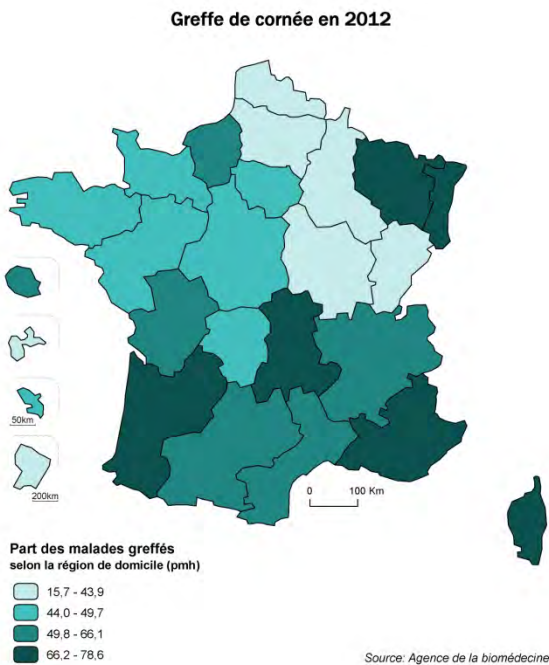 Greffe de cornée en 2012
50km
200km
0 100 Km
Part des malades greffés
selon la région de domicile (pmh)
15,7 - 43,9
44,0 - 49,7
49,8 - 66,1
66,2 - 78,6
Source: Agence de la biomédecine